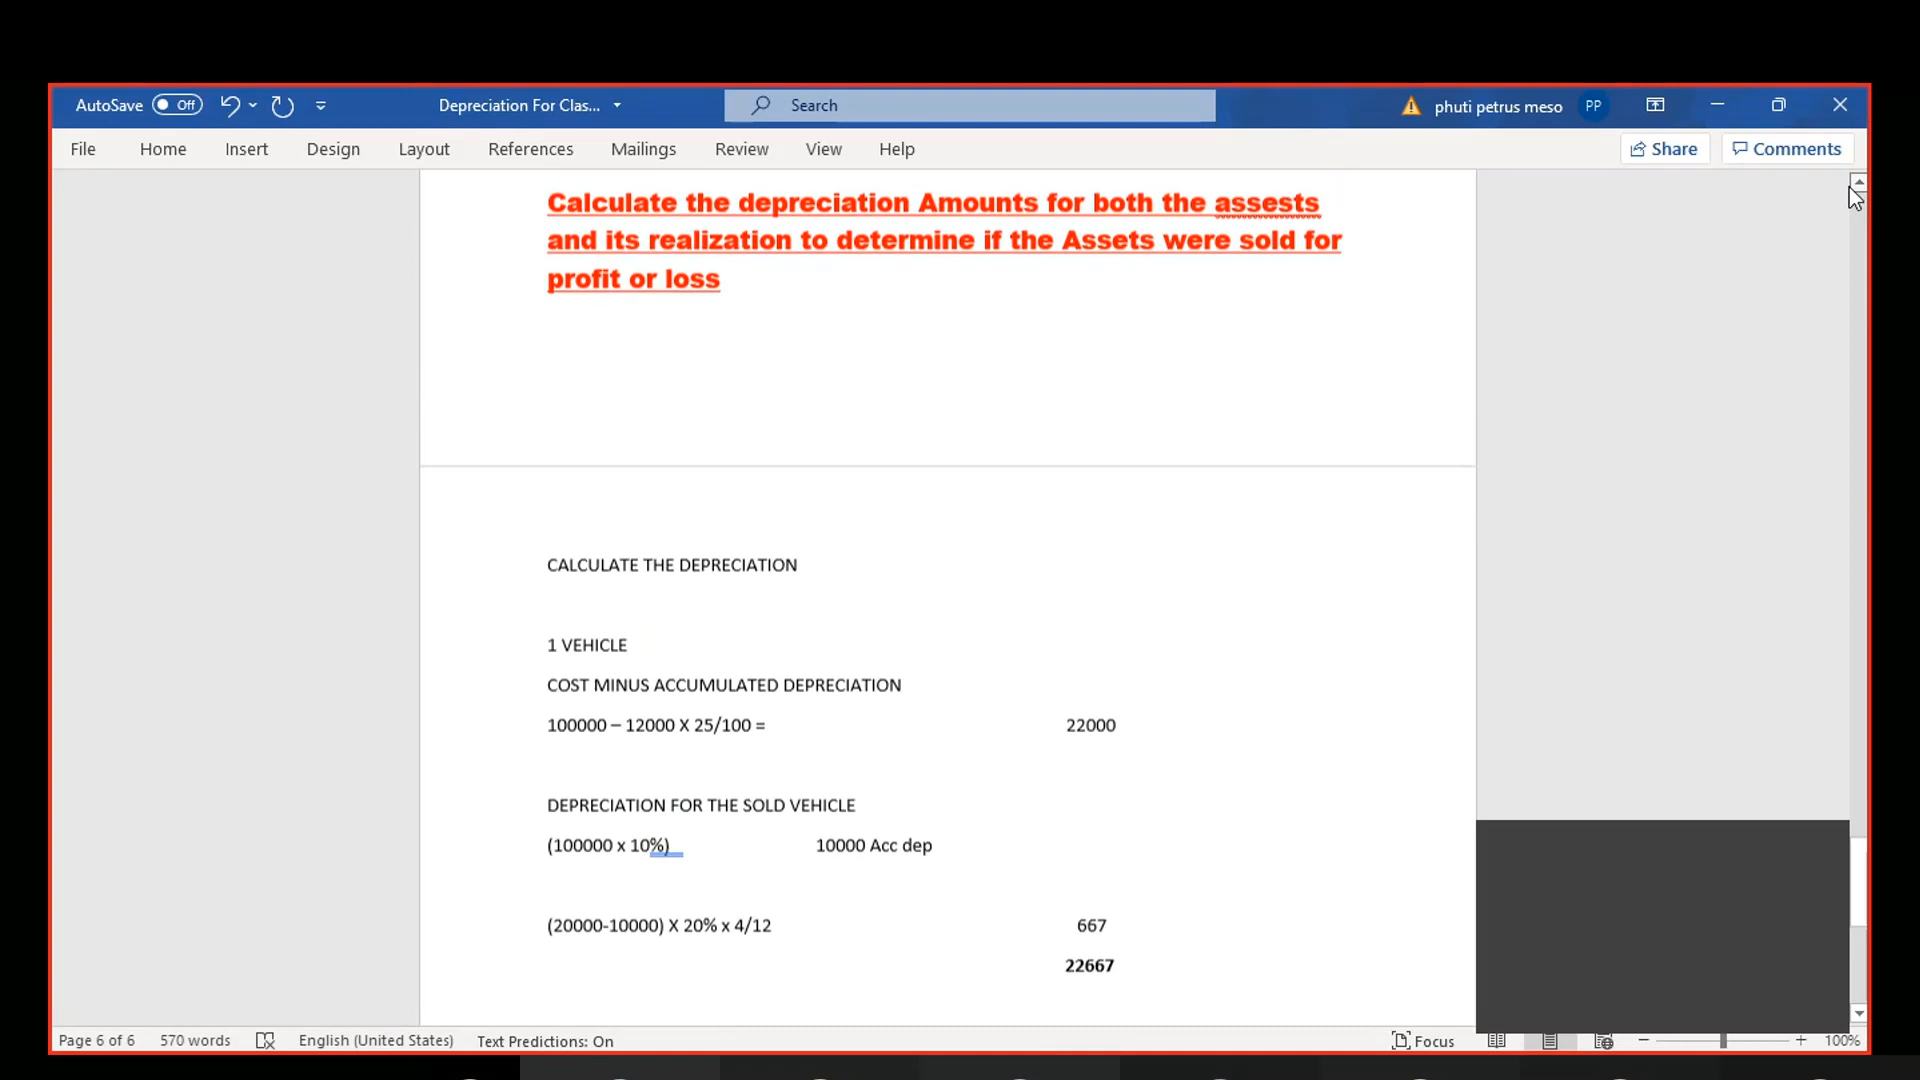 AutoSave Off Depreciation For Clas... Search phuti petrus meso PP
File Home Insert Design Layout References Mailings Review View Help Share Comments
Calculate the depreciation Amounts for both the assests
and its realization to determine if the Assets were sold for
profit or loss
CALCULATE THE DEPRECIATION
1 VEHICLE
COST MINUS ACCUMULATED DEPRECIATION
100000 – 12000 X 25/100 = 22000
DEPRECIATION FOR THE SOLD VEHICLE
(100000 x 10%) 10000 Acc dep
(20000-10000) X 20% x 4/12 667
22667
Page 6 of 6 570 words English (United States) Text Predictions: On Focus 100%